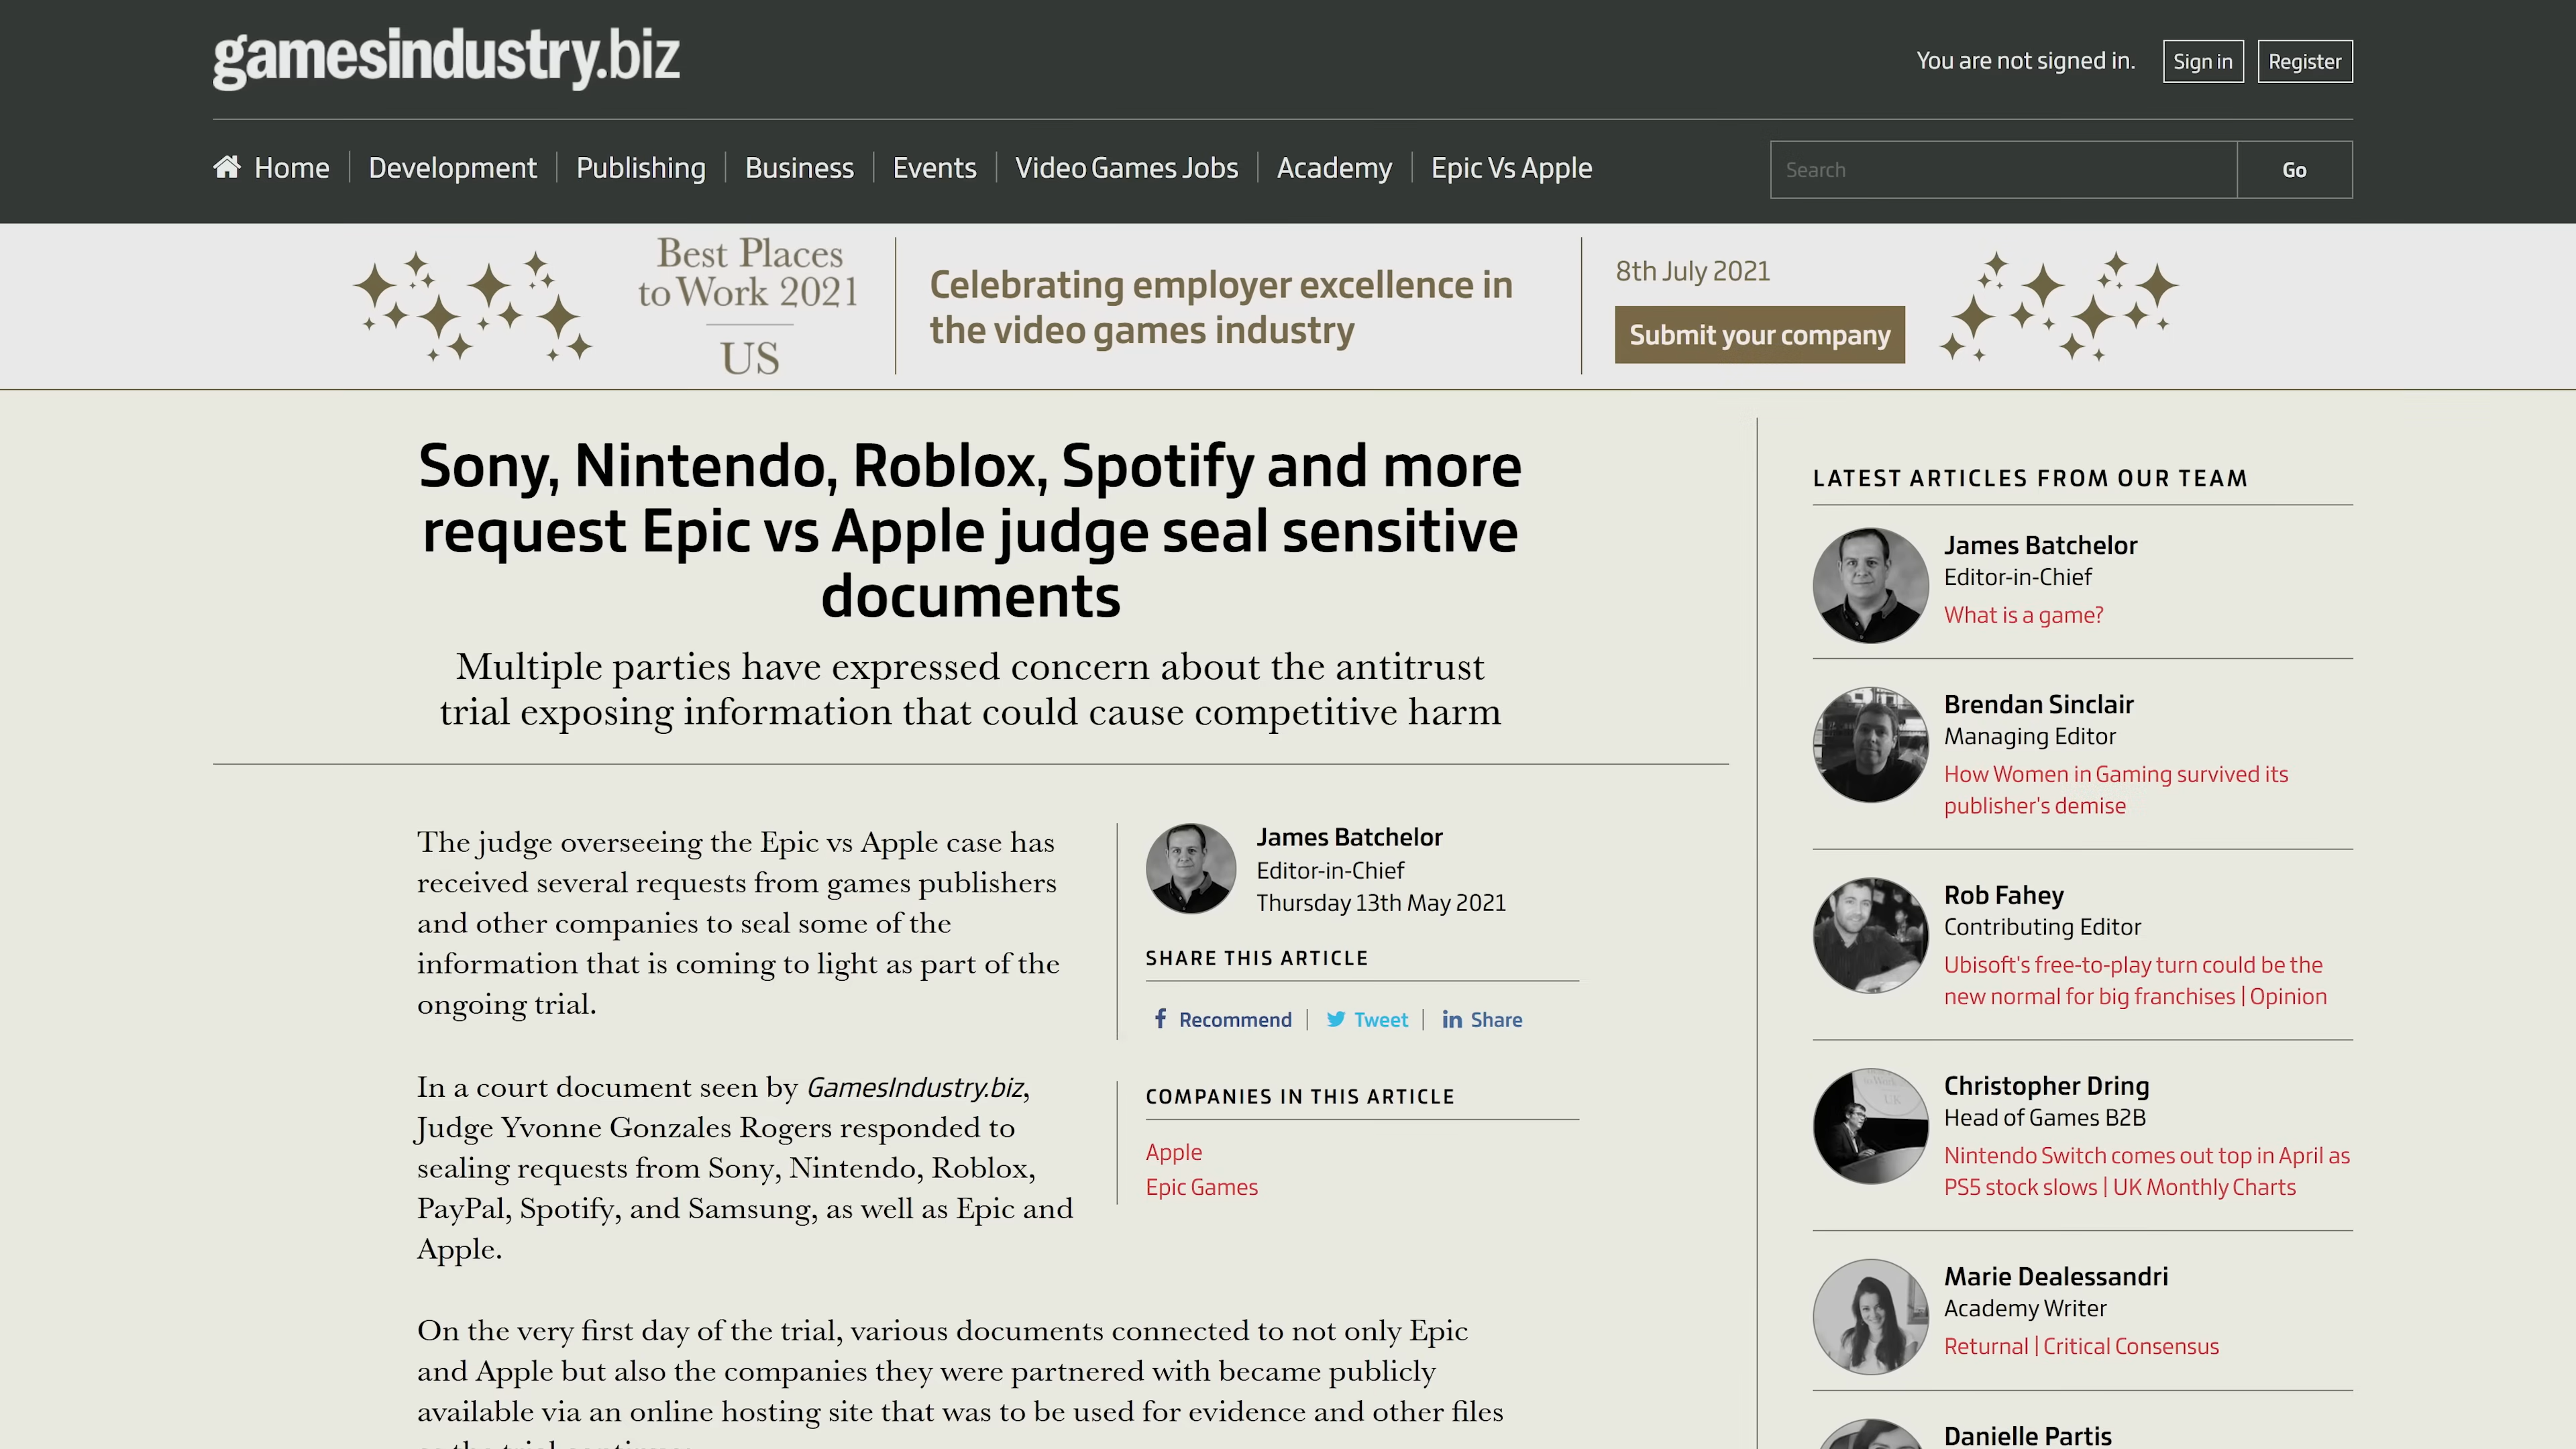 gamesindustry.biz
You are not signed in. Sign in Register
Home Development Publishing Business Events Video Games Jobs Academy Epic Vs Apple
Search Go
Best Places
to Work 2021
US
Celebrating employer excellence in
the video games industry
8th July 2021
Submit your company
Sony, Nintendo, Roblox, Spotify and more
request Epic vs Apple judge seal sensitive
documents
Multiple parties have expressed concern about the antitrust
trial exposing information that could cause competitive harm
The judge overseeing the Epic vs Apple case has
received several requests from games publishers
and other companies to seal some of the
information that is coming to light as part of the
ongoing trial.
In a court document seen by GamesIndustry.biz,
Judge Yvonne Gonzales Rogers responded to
sealing requests from Sony, Nintendo, Roblox,
PayPal, Spotify, and Samsung, as well as Epic and
Apple.
On the very first day of the trial, various documents connected to not only Epic
and Apple but also the companies they were partnered with became publicly
available via an online hosting site that was to be used for evidence and other files
James Batchelor
Editor-in-Chief
Thursday 13th May 2021
SHARE THIS ARTICLE
Recommend Tweet Share
COMPANIES IN THIS ARTICLE
Apple
Epic Games
LATEST ARTICLES FROM OUR TEAM
James Batchelor
Editor-in-Chief
What is a game?
Brendan Sinclair
Managing Editor
How Women in Gaming survived its
publisher's demise
Rob Fahey
Contributing Editor
Ubisoft's free-to-play turn could be the
new normal for big franchises | Opinion
Christopher Dring
Head of Games B2B
Nintendo Switch comes out top in April as
PS5 stock slows | UK Monthly Charts
Marie Dealessandri
Academy Writer
Returnal | Critical Consensus
Danielle Partis